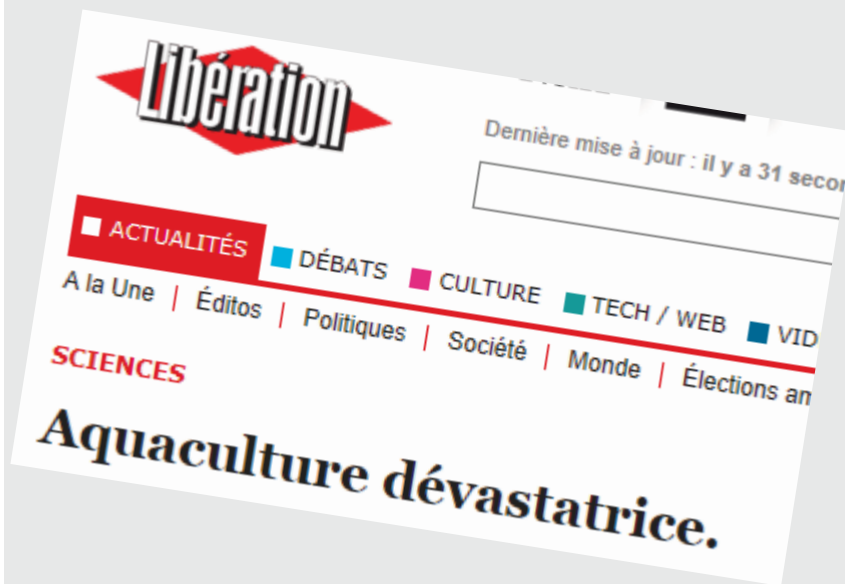 Libération
Dernière mise à jour : il y a 31
ACTUALITÉS DÉBATS CULTURE TECH / WEB
A la Une | Éditos | Politiques | Société | Monde | Élections
SCIENCES
Aquaculture dévastatrice.